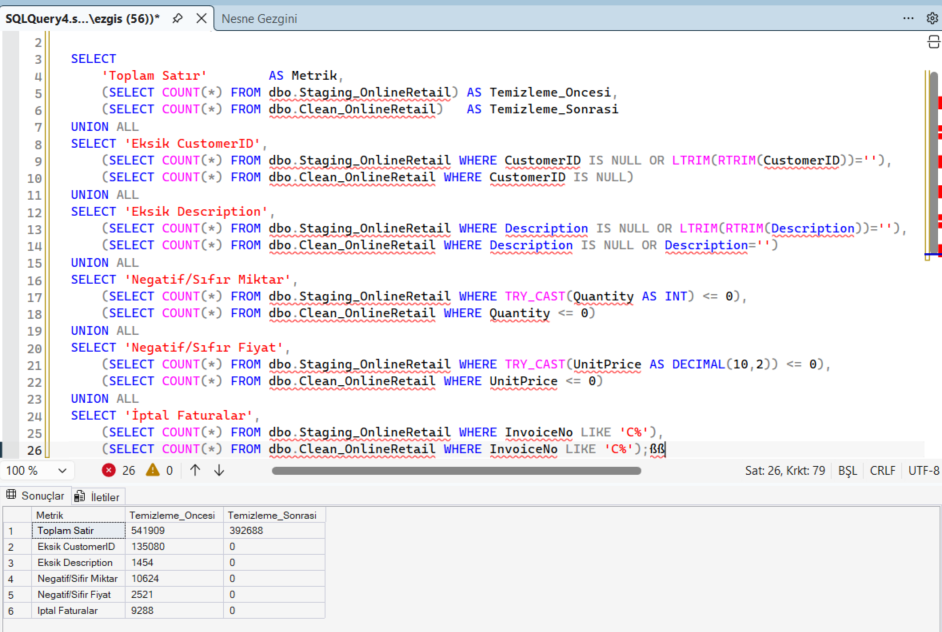 SQLQuery4.s...\ezgis (56))*
Nesne Gezgini
2
3 SELECT
4 'Toplam Satır' AS Metrik,
5 (SELECT COUNT(*) FROM dbo.Staging_OnlineRetail) AS Temizleme_Oncesi,
6 (SELECT COUNT(*) FROM dbo.Clean_OnlineRetail) AS Temizleme_Sonrasi
7 UNION ALL
8 SELECT 'Eksik CustomerID',
9 (SELECT COUNT(*) FROM dbo.Staging_OnlineRetail WHERE CustomerID IS NULL OR LTRIM(RTRIM(CustomerID))=''),
10 (SELECT COUNT(*) FROM dbo.Clean_OnlineRetail WHERE CustomerID IS NULL)
11 UNION ALL
12 SELECT 'Eksik Description',
13 (SELECT COUNT(*) FROM dbo.Staging_OnlineRetail WHERE Description IS NULL OR LTRIM(RTRIM(Description))=''),
14 (SELECT COUNT(*) FROM dbo.Clean_OnlineRetail WHERE Description IS NULL OR Description='')
15 UNION ALL
16 SELECT 'Negatif/Sıfır Miktar',
17 (SELECT COUNT(*) FROM dbo.Staging_OnlineRetail WHERE TRY_CAST(Quantity AS INT) <= 0),
18 (SELECT COUNT(*) FROM dbo.Clean_OnlineRetail WHERE Quantity <= 0)
19 UNION ALL
20 SELECT 'Negatif/Sıfır Fiyat',
21 (SELECT COUNT(*) FROM dbo.Staging_OnlineRetail WHERE TRY_CAST(UnitPrice AS DECIMAL(10,2)) <= 0),
22 (SELECT COUNT(*) FROM dbo.Clean_OnlineRetail WHERE UnitPrice <= 0)
23 UNION ALL
24 SELECT 'İptal Faturalar',
25 (SELECT COUNT(*) FROM dbo.Staging_OnlineRetail WHERE InvoiceNo LIKE 'C%'),
26 (SELECT COUNT(*) FROM dbo.Clean_OnlineRetail WHERE InvoiceNo LIKE 'C%');ßß
100 % 26 0 Sat: 26, Krkt: 79 BŞL CRLF UTF-8
Sonuçlar İletiler
Metrik Temizleme_Oncesi Temizleme_Sonrasi
1 Toplam Satir 541909 392688
2 Eksik CustomerID 135080 0
3 Eksik Description 1454 0
4 Negatif/Sifir Miktar 10624 0
5 Negatif/Sifir Fiyat 2521 0
6 Iptal Faturalar 9288 0